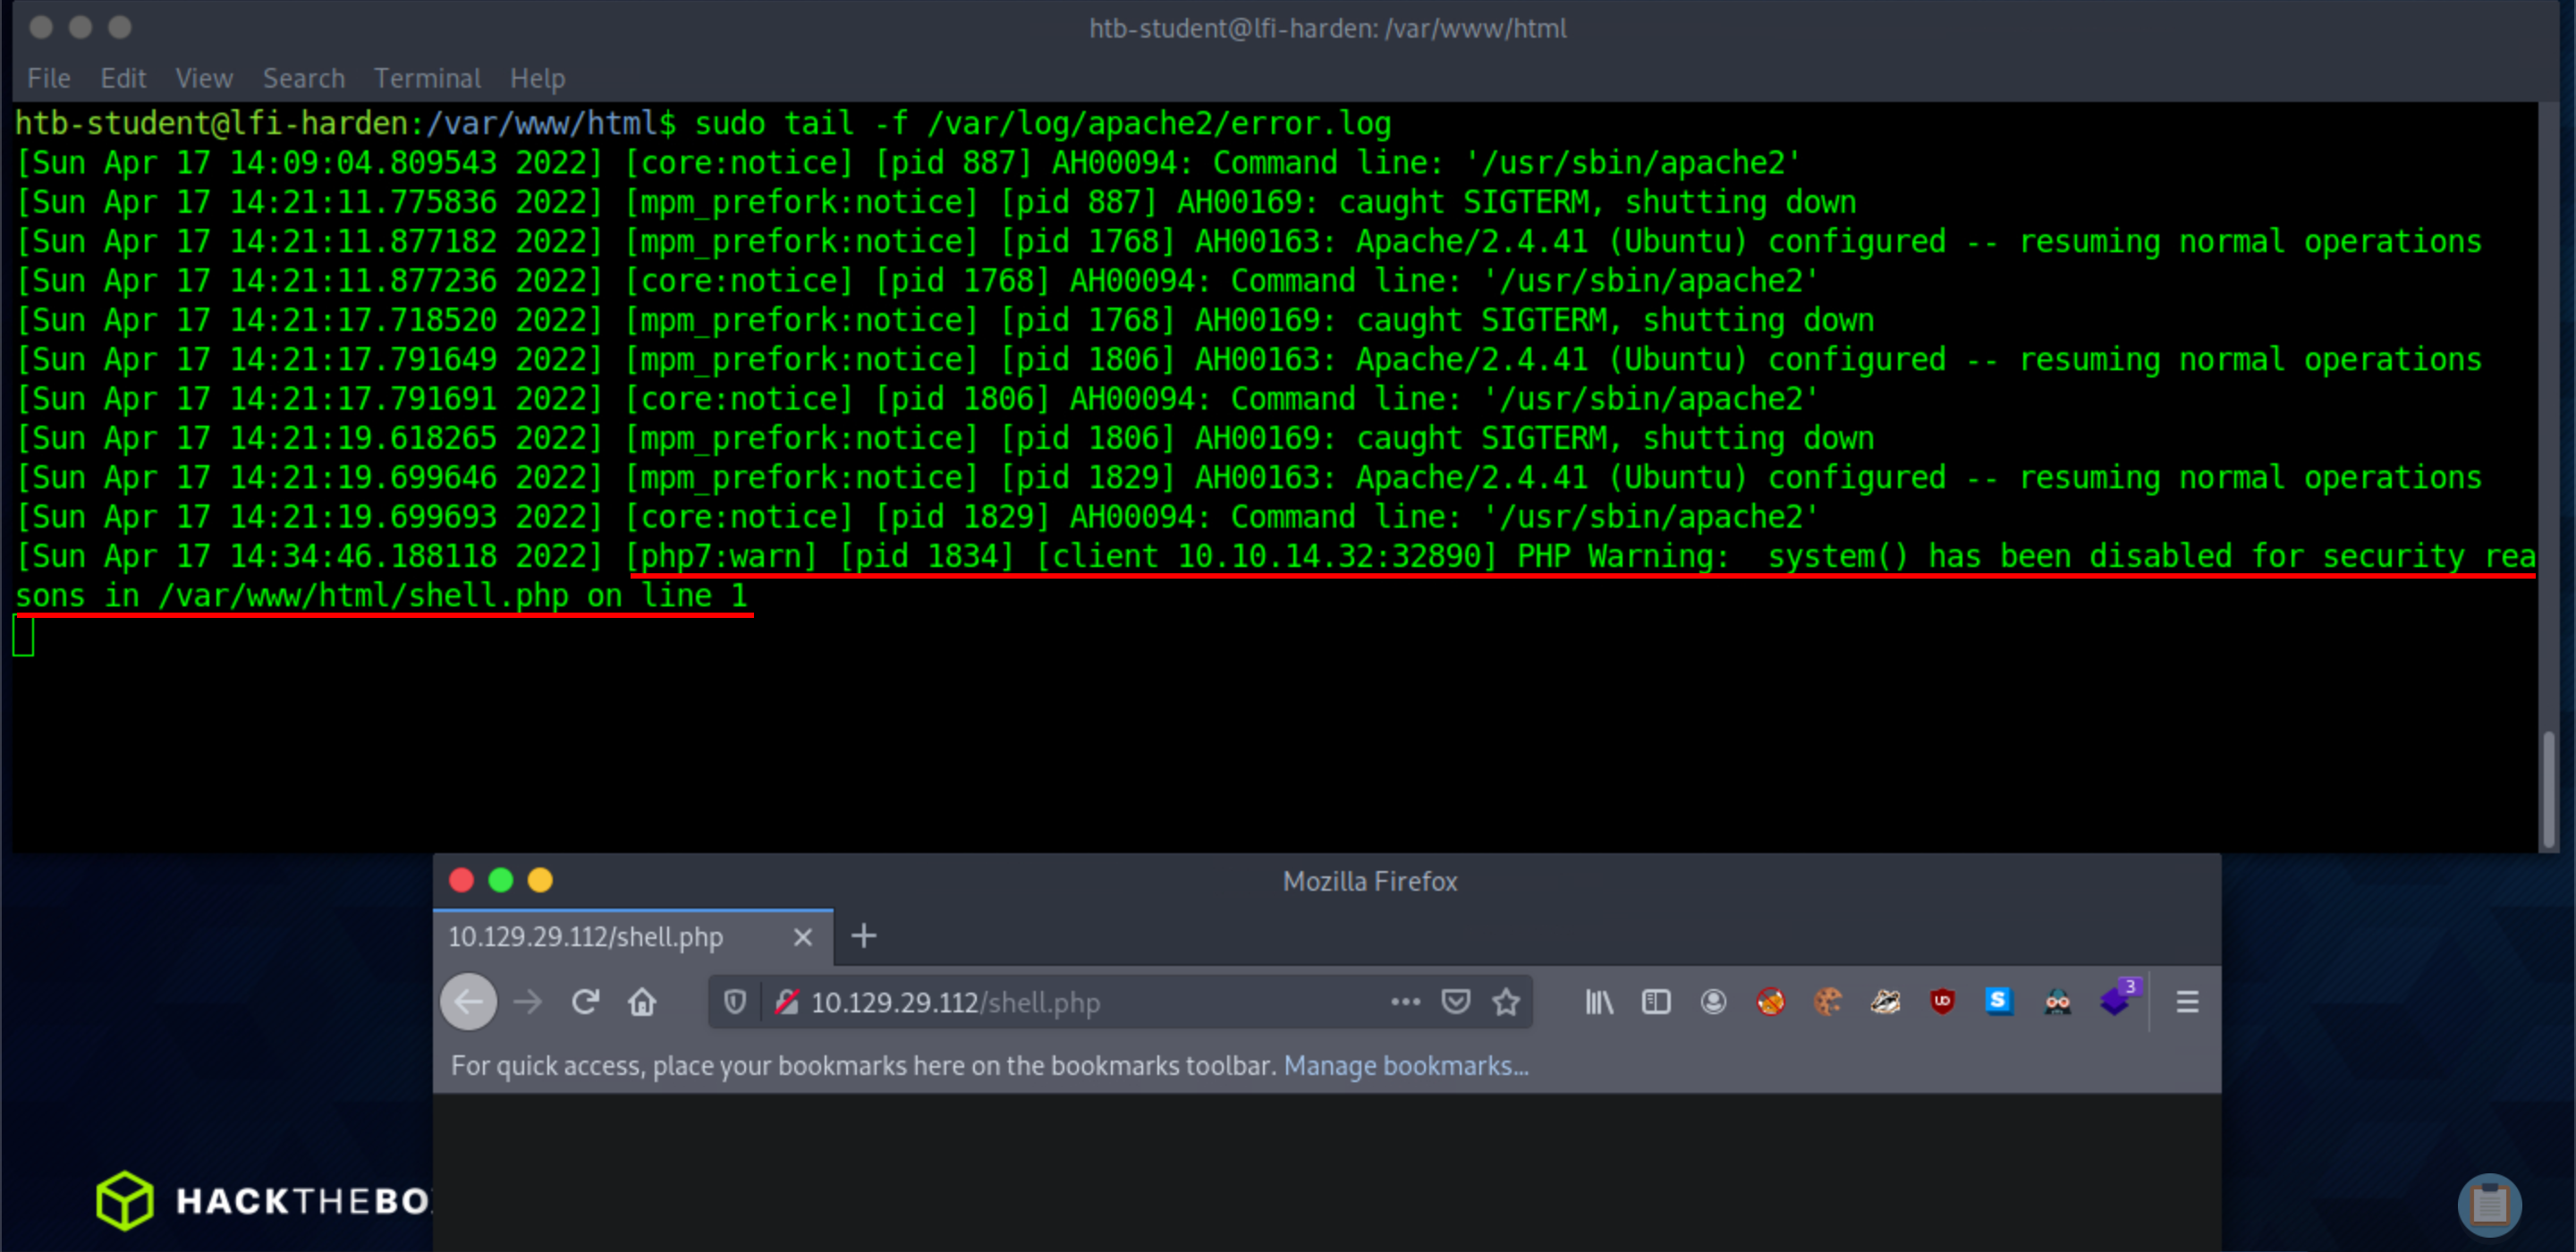 htb-student@lfi-harden: /var/www/html
File Edit View Search Terminal Help
htb-student@lfi-harden:/var/www/html$ sudo tail -f /var/log/apache2/error.log
[Sun Apr 17 14:09:04.809543 2022] [core:notice] [pid 887] AH00094: Command line: '/usr/sbin/apache2'
[Sun Apr 17 14:21:11.775836 2022] [mpm_prefork:notice] [pid 887] AH00169: caught SIGTERM, shutting down
[Sun Apr 17 14:21:11.877182 2022] [mpm_prefork:notice] [pid 1768] AH00163: Apache/2.4.41 (Ubuntu) configured -- resuming normal operations
[Sun Apr 17 14:21:11.877236 2022] [core:notice] [pid 1768] AH00094: Command line: '/usr/sbin/apache2'
[Sun Apr 17 14:21:17.718520 2022] [mpm_prefork:notice] [pid 1768] AH00169: caught SIGTERM, shutting down
[Sun Apr 17 14:21:17.791649 2022] [mpm_prefork:notice] [pid 1806] AH00163: Apache/2.4.41 (Ubuntu) configured -- resuming normal operations
[Sun Apr 17 14:21:17.791691 2022] [core:notice] [pid 1806] AH00094: Command line: '/usr/sbin/apache2'
[Sun Apr 17 14:21:19.618265 2022] [mpm_prefork:notice] [pid 1806] AH00169: caught SIGTERM, shutting down
[Sun Apr 17 14:21:19.699646 2022] [mpm_prefork:notice] [pid 1829] AH00163: Apache/2.4.41 (Ubuntu) configured -- resuming normal operations
[Sun Apr 17 14:21:19.699693 2022] [core:notice] [pid 1829] AH00094: Command line: '/usr/sbin/apache2'
[Sun Apr 17 14:34:46.188118 2022] [php7:warn] [pid 1834] [client 10.10.14.32:32890] PHP Warning:  system() has been disabled for security rea
sons in /var/www/html/shell.php on line 1
Mozilla Firefox
10.129.29.112/shell.php
10.129.29.112/shell.php
3
For quick access, place your bookmarks here on the bookmarks toolbar. Manage bookmarks...
HACKTHEBO